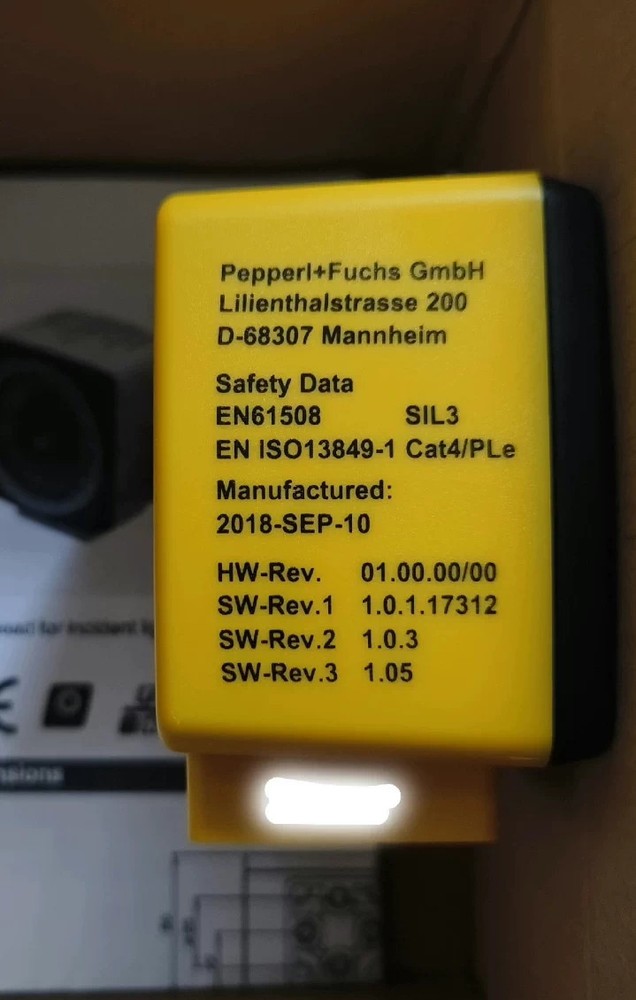 Pepperl+Fuchs GmbH
Lilienthalstrasse 200
D-68307 Mannheim
Safety Data
EN61508 SIL3
EN ISO13849-1 Cat4/PLe
Manufactured:
2018-SEP-10
HW-Rev. 01.00.00/00
SW-Rev.1 1.0.1.17312
SW-Rev.2 1.0.3
SW-Rev.3 1.05
for incident